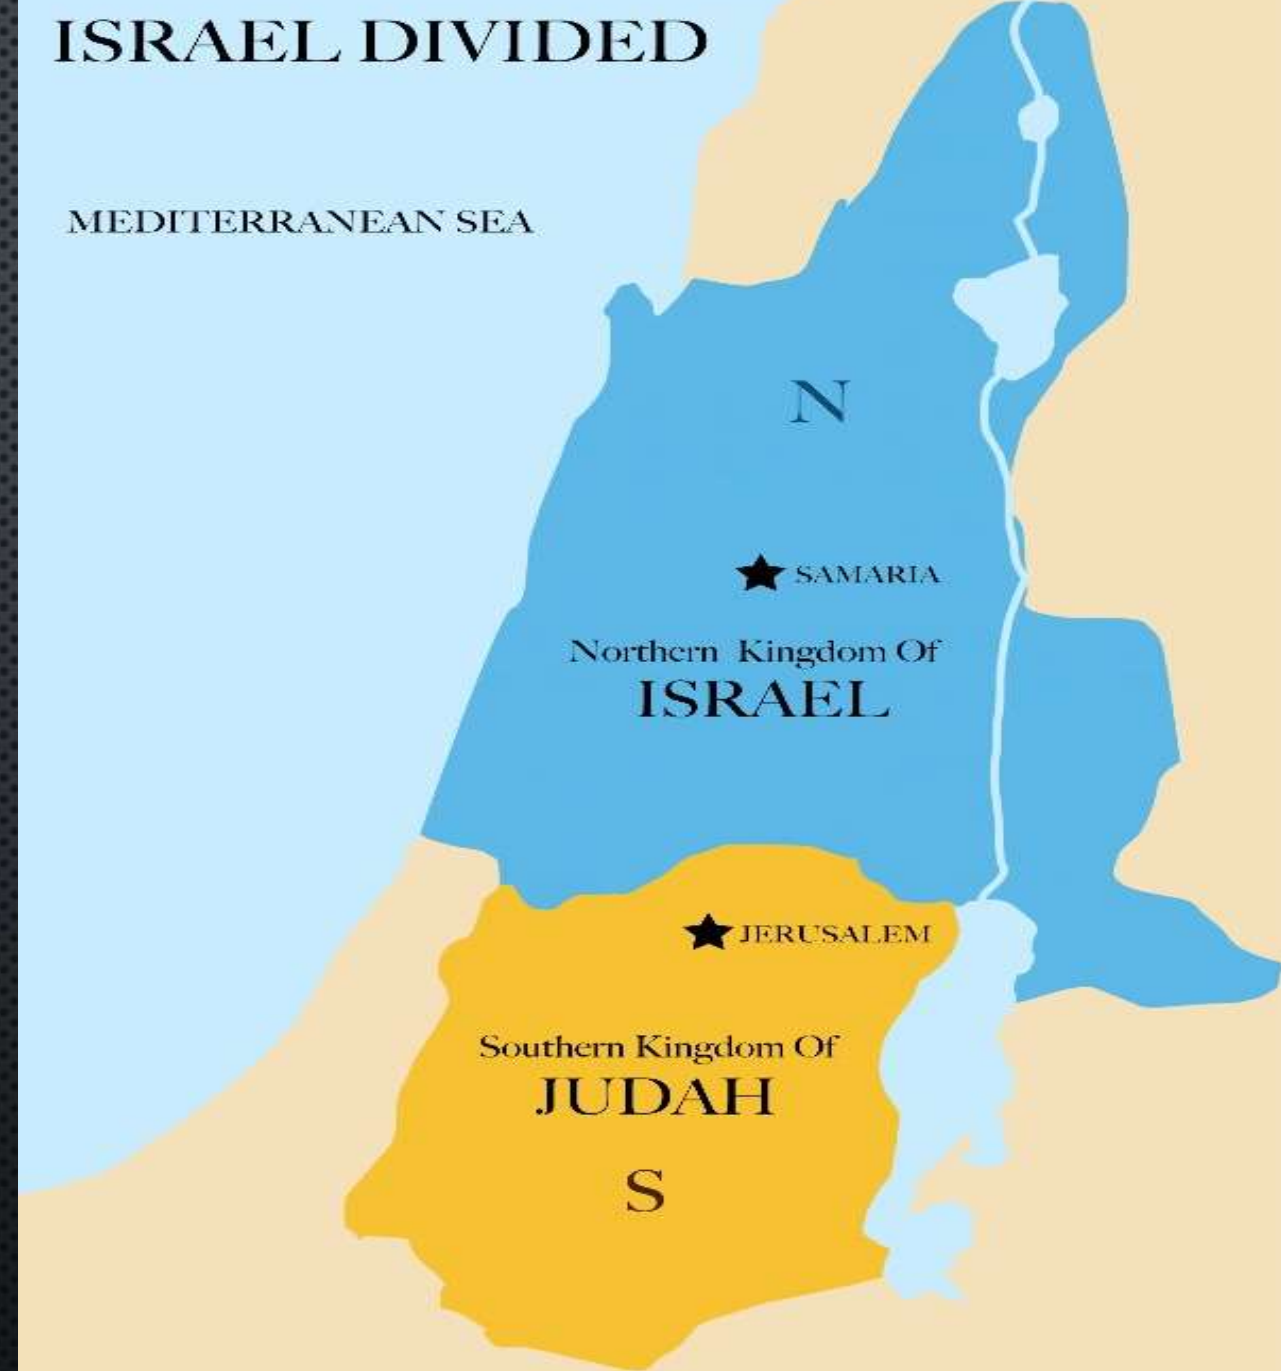 ISRAEL DIVIDED
MEDITERRANEAN SEA
N
SAMARIA
Northern Kingdom Of
ISRAEL
JERUSALEM
Southern Kingdom Of
JUDAH
S